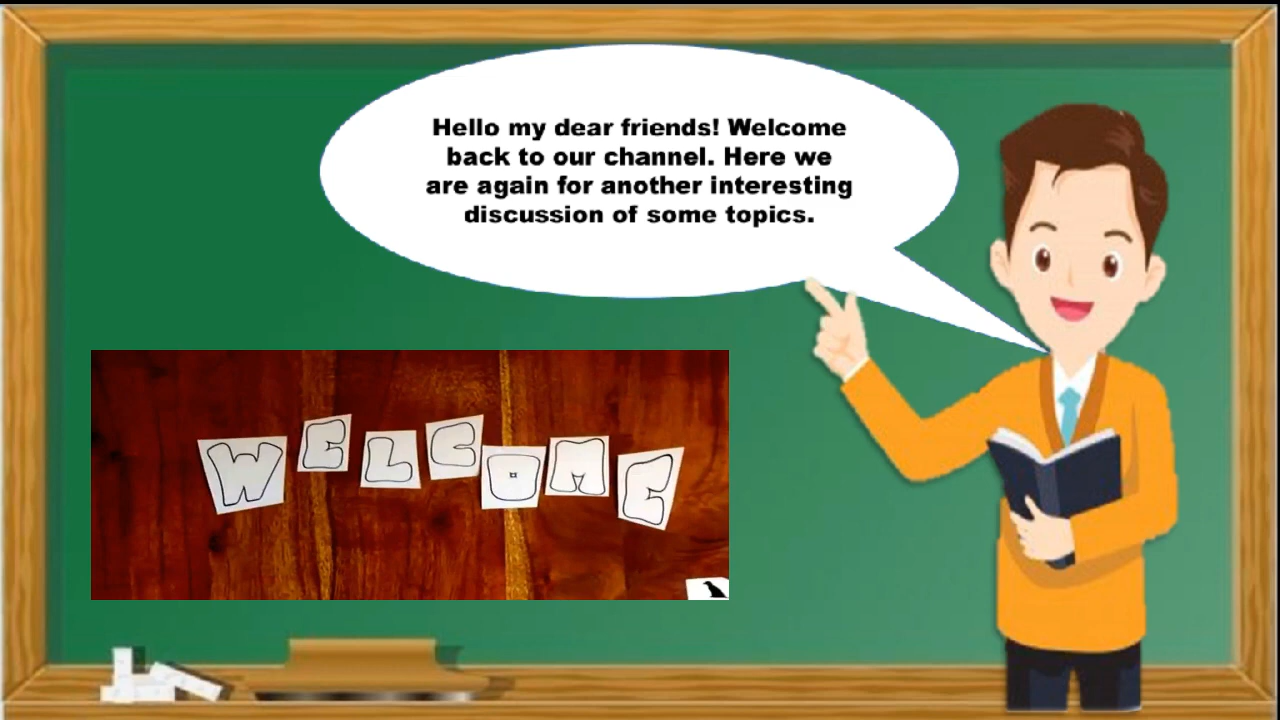 Hello my dear friends! Welcome
back to our channel. Here we
are again for another interesting
discussion of some topics.
WELCOME